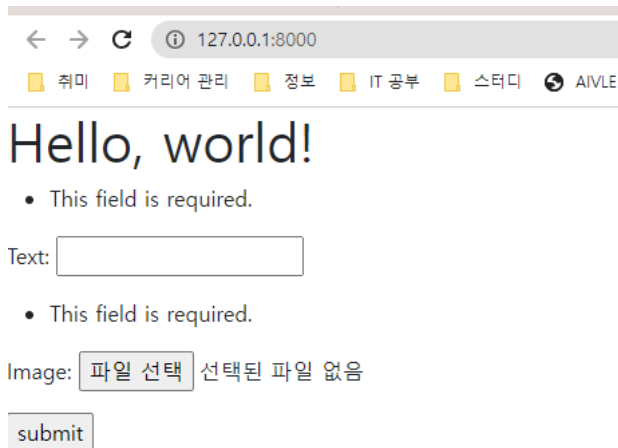 127.0.0.1:8000
취미 커리어 관리 정보 IT 공부 스터디 AIVLE
Hello, world!
• This field is required.
Text:
• This field is required.
Image: 파일 선택 선택된 파일 없음
submit